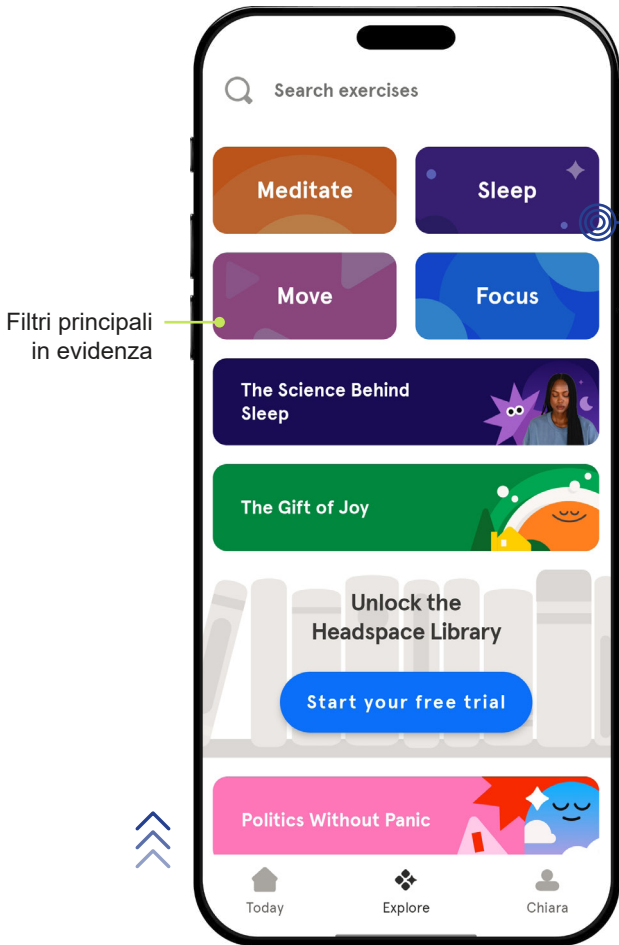 Search exercises
Meditate
Sleep
Move
Focus
Filtri principali
in evidenza
The Science Behind
Sleep
The Gift of Joy
Unlock the
Headspace Library
Start your free trial
Politics Without Panic
Today
Explore
Chiara